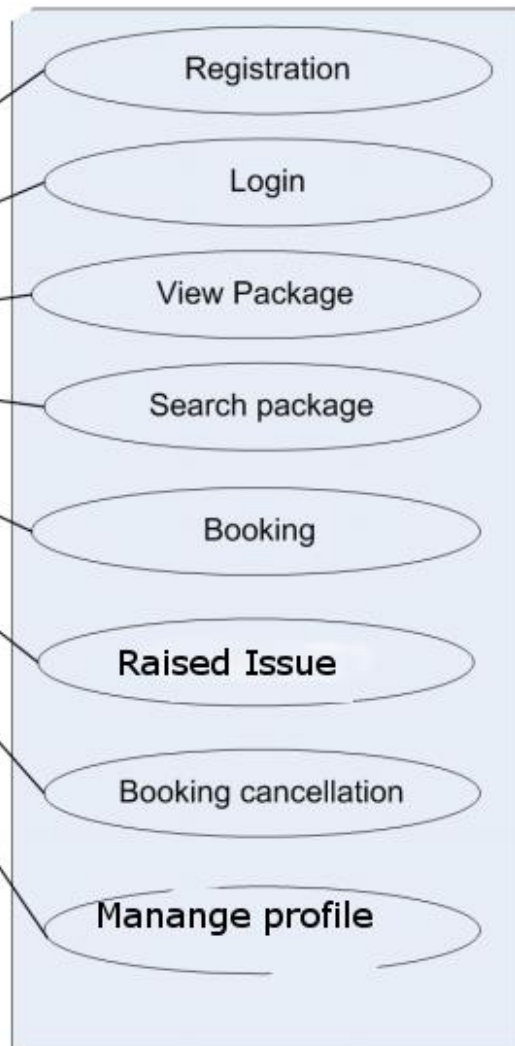 Registration
Login
View Package
Search package
Booking
Raised Issue
Booking cancellation
Manange profile